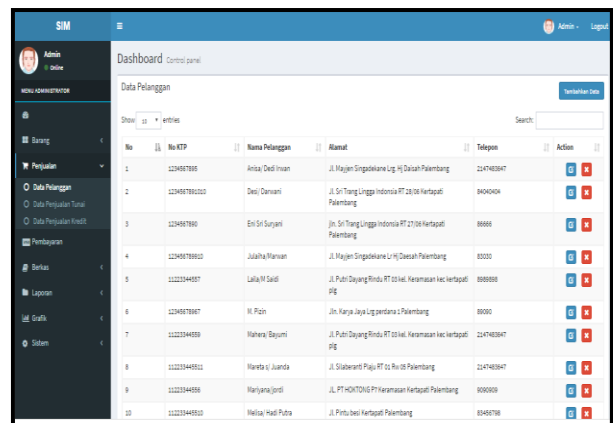 SIM
Admin - Logout
Admin
Online
Dashboard Control panel
MENU ADMINISTRATOR
Data Pelanggan
Tambahkan Data
Show 10 entries
Search:
Barang
Penjualan
Data Pelanggan
Data Penjualan Tunai
Data Penjualan Kredit
Pembayaran
Berkas
Laporan
Grafik
Sistem
No No KTP Nama Pelanggan Alamat Telepon Action
1 1234567895 Anisa/ Dedi Irwan Jl. Mayjen Singadekane Lrg. Hj Daisah Palembang 2147483647
2 1234567891010 Desi/ Darwani Jl. Sri Trang Lingga Indonsia RT 28/06 Kertapati
Palembang 84040404
3 1234567890 Eni Sri Suryani Jln. Sri Trang Lingga Indonsia RT 27/06 Kertapati
Palembang 86666
4 123456789810 Julaiha/Marwan Jl. Mayjen Singadekane Lr Hj Daesah Palembang 83030
5 11223344557 Laila/M Saidi Jl. Putri Dayang Rindu RT 03 kel. Keramasan kec kertapati
plg 8989898
6 12345678967 M. Pizin Jln. Karya Jaya Lrg perdana 1 Palembang 89090
7 11223344559 Mahera/ Bayumi Jl. Putri Dayang Rindu RT 03 kel. Keramasan kec kertapati
plg 2147483647
8 112233445511 Mareta s/ Juanda Jl. Silaberanti Plaju RT 01 Rw 05 Palembang 2147483647
9 11223344556 Mariyana/jordi JL. PT HOKTONG PT Keramasan Kertapati Palembang 9090909
10 112233445510 Melisa/ Hadi Putra Jl. Pintu besi Kertapati Palembang 83456798